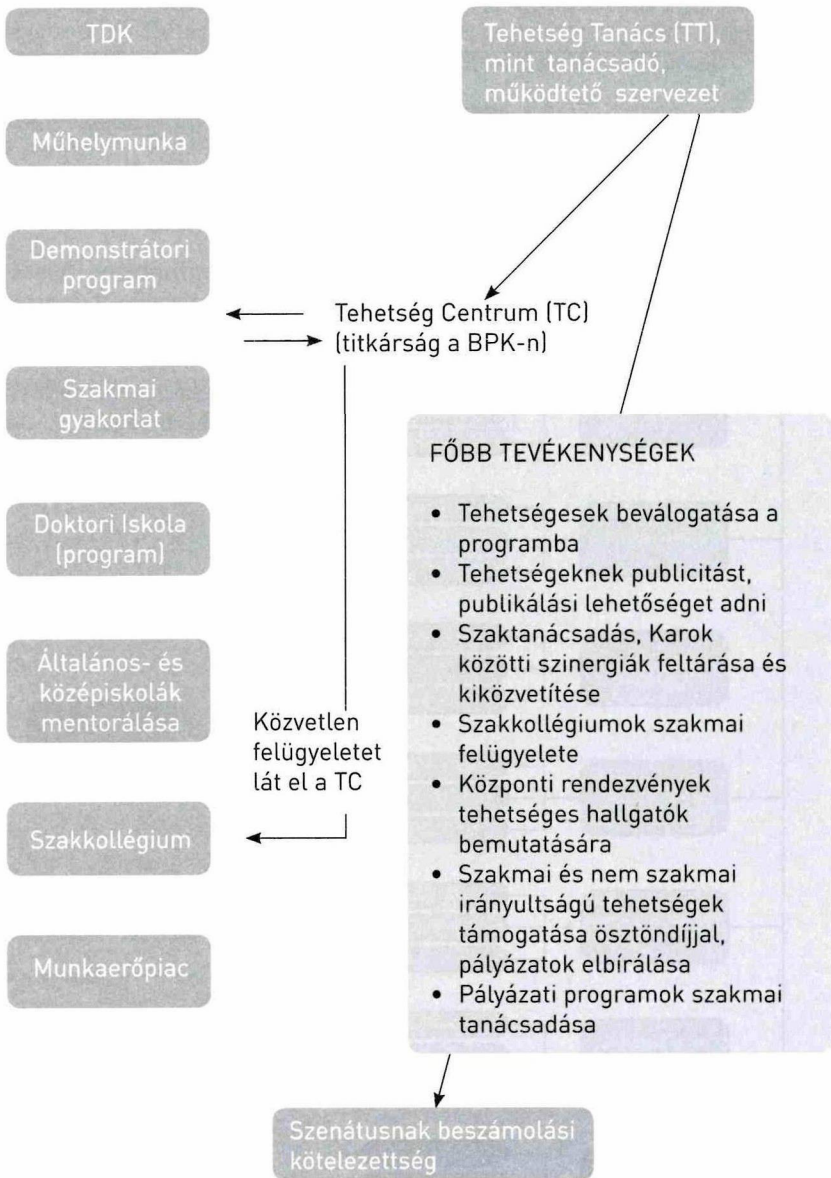 TDK
Műhelymunka
Demonstrátori
program
Szakmai
gyakorlat
Doktori Iskola
(program)
Általános- és
középiskolák
mentorálása
Szakkollégium
Munkaerőpiac
Tehetség Tanács (TT),
mint tanácsadó,
működtető szervezet
Tehetség Centrum (TC)
(titkárság a BPK-n)
Közvetlen
felügyeletet
lát el a TC
FŐBB TEVÉKENYSÉGEK
• Tehetségesek beválogatása a
programba
• Tehetségeknek publicitást,
publikálási lehetőséget adni
• Szaktanácsadás, Karok
közötti szinergiák feltárása és
kiközvetítése
• Szakkollégiumok szakmai
felügyelete
• Központi rendezvények
tehetséges hallgatók
bemutatására
• Szakmai és nem szakmai
irányultságú tehetségek
támogatása ösztöndíjjal,
pályázatok elbírálása
• Pályázati programok szakmai
tanácsadása
Szenátusnak beszámolási
kötelezettség